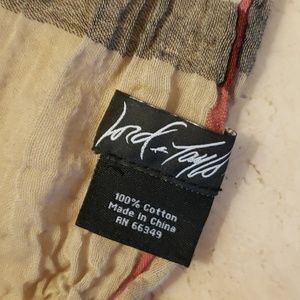 Lord & Taylor
100% Cotton
Made in China
RN 66349